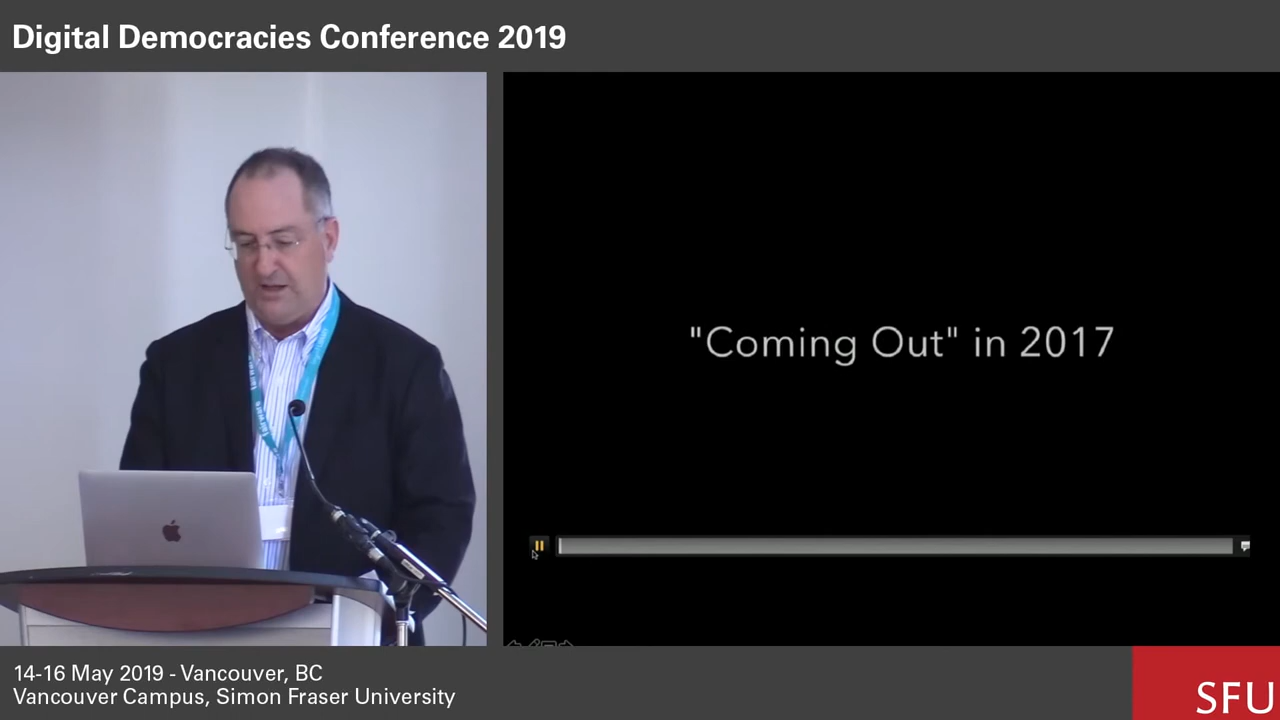 Digital Democracies Conference 2019
"Coming Out" in 2017
14-16 May 2019 - Vancouver, BC
Vancouver Campus, Simon Fraser University
SFU